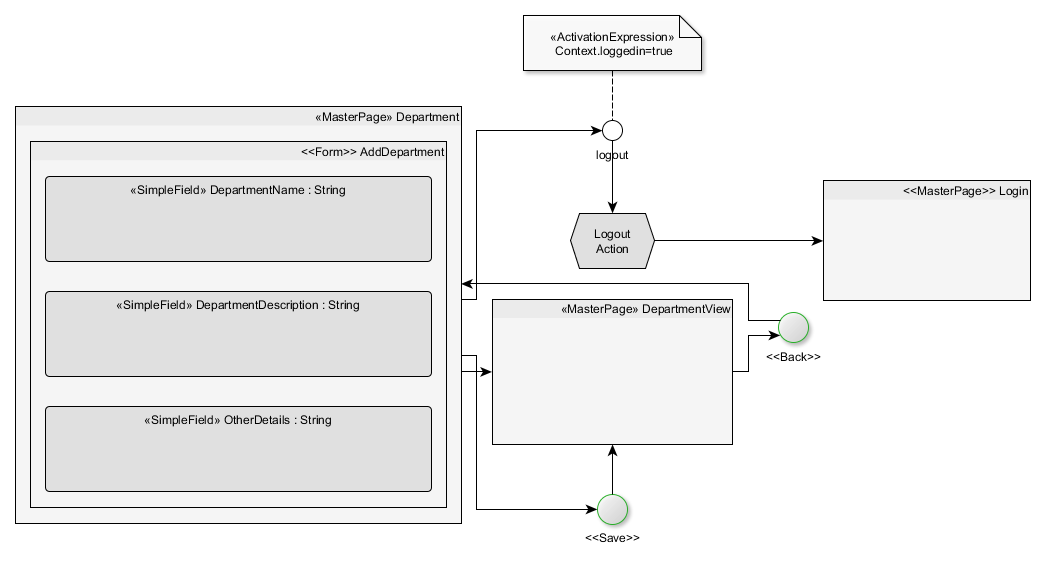 «ActivationExpression»
Context.loggedin=true
«MasterPage» Department
<<Form>> AddDepartment
logout
«SimpleField» DepartmentName : String
<<MasterPage>> Login
Logout
Action
«SimpleField» DepartmentDescription : String
«MasterPage» DepartmentView
<<Back>>
«SimpleField» OtherDetails : String
<<Save>>